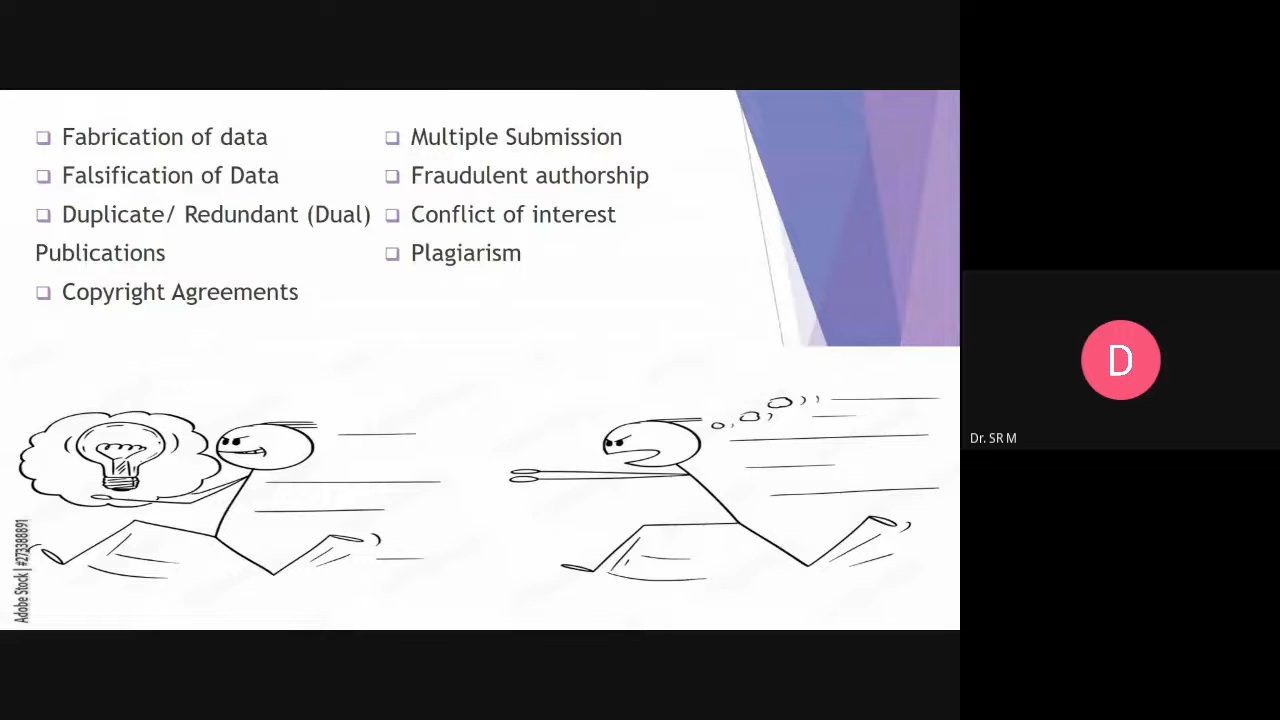 Fabrication of data
Falsification of Data
Duplicate/ Redundant (Dual)
Publications
Copyright Agreements
Multiple Submission
Fraudulent authorship
Conflict of interest
Plagiarism
Adobe Stock | #273388891
D
Dr. SR M